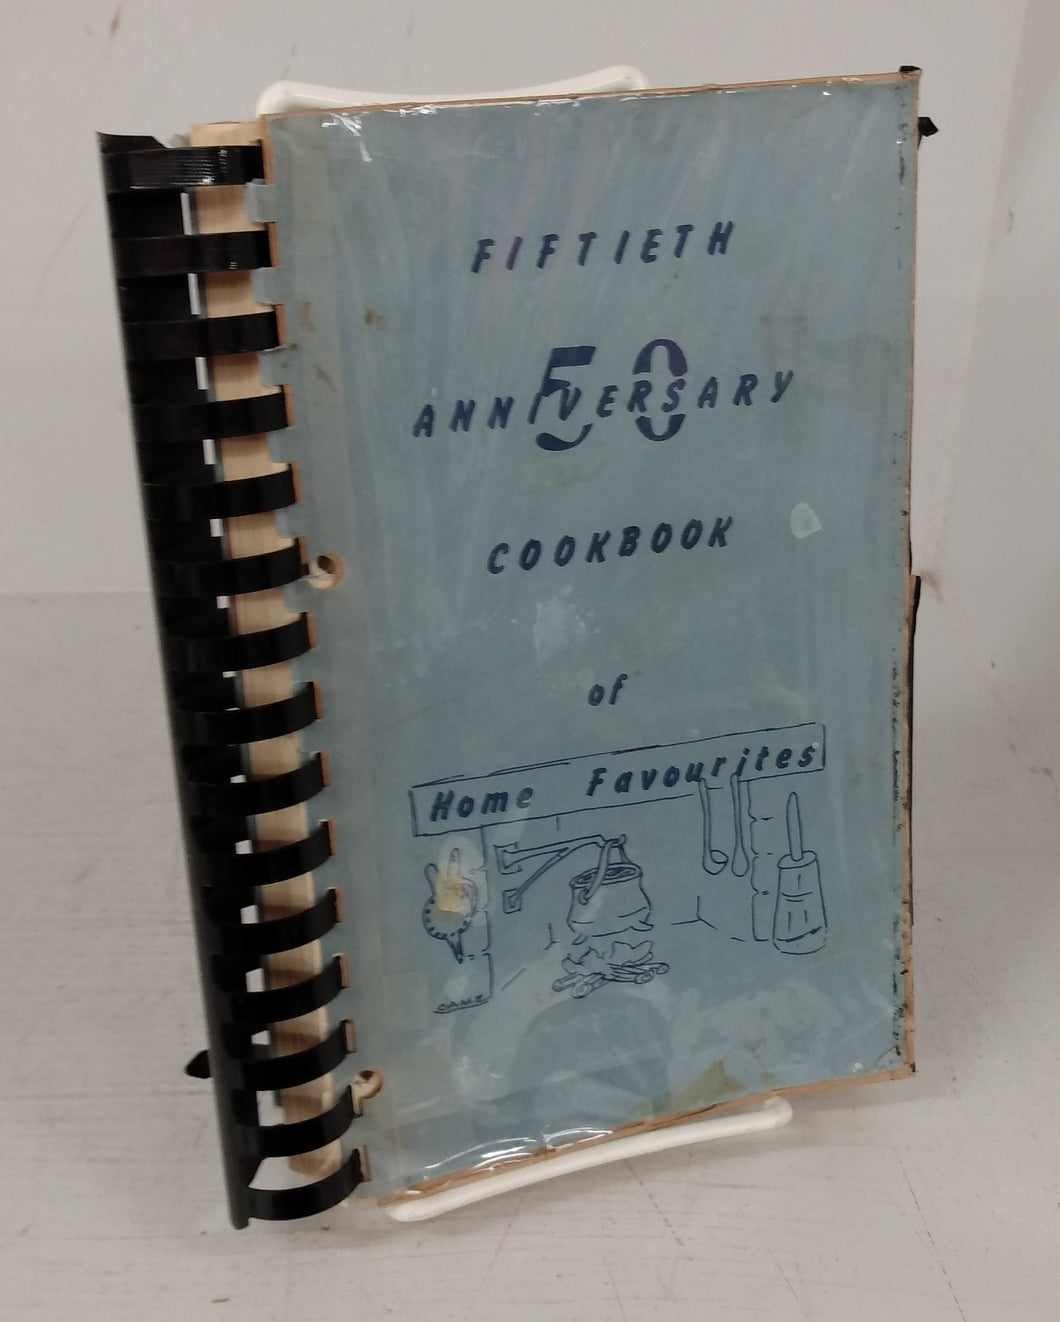 FIFTIETH
50
ANNIVERSARY
COOKBOOK
of
Home Favourites